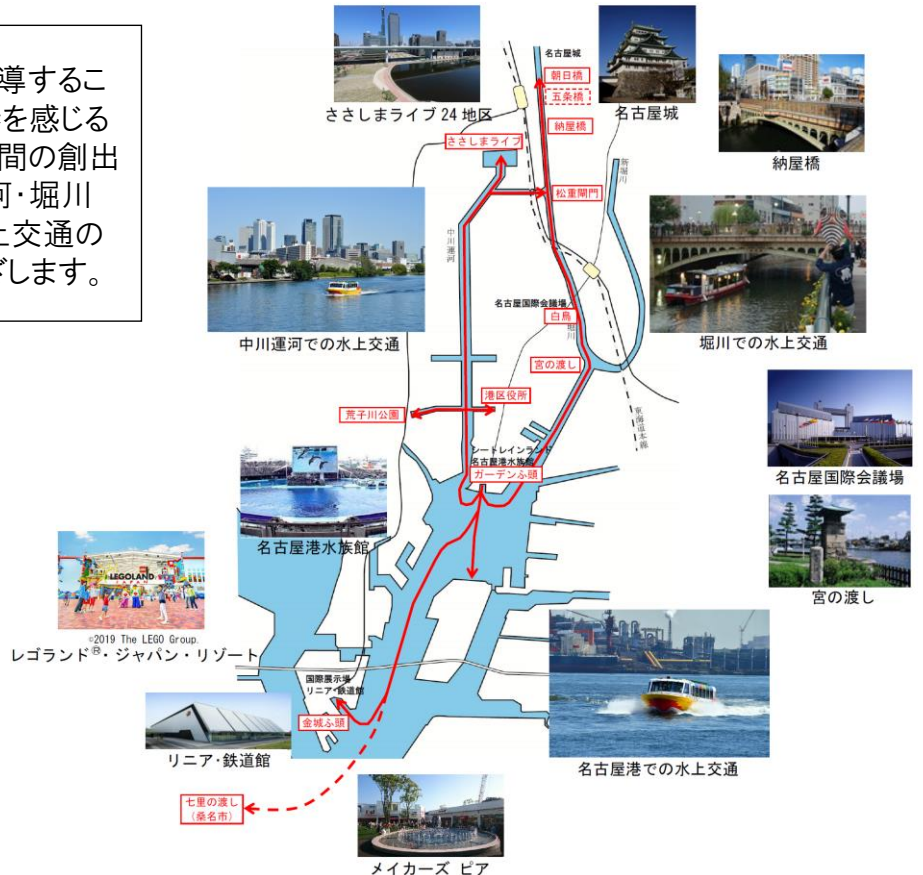 導するこ
を感じる
間の創出
河・堀川
上交通の
ざします。
ささしまライブ 24 地区
名古屋城
朝日橋
五条橋
納屋橋
名古屋城
納屋橋
ささしまライブ
松重閘門
新堀川
中川運河
中川運河での水上交通
名古屋国際会議場
白鳥
堀川
堀川での水上交通
宮の渡し
東海道本線
荒子川公園
港区役所
シートレインランド
名古屋港水族館
ガーデンふ頭
名古屋国際会議場
名古屋港水族館
宮の渡し
LEGOLAND
JAPAN
©2019 The LEGO Group.
レゴランド®・ジャパン・リゾート
国際展示場
リニア・鉄道館
金城ふ頭
リニア・鉄道館
名古屋港での水上交通
七里の渡し
(桑名市)
メイカーズ ピア